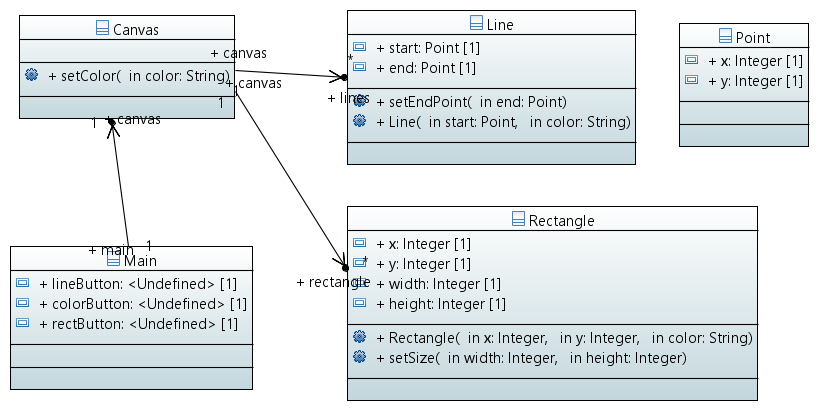 Canvas
+ setColor( in color: String)
+ canvas
+ canvas
1
1
+ canvas
1
*
+ lines
Line
+ start: Point [1]
+ end: Point [1]
+ setEndPoint( in end: Point)
+ Line( in start: Point, in color: String)
Point
+ x: Integer [1]
+ y: Integer [1]
+ main
1
Main
+ lineButton: <Undefined> [1]
+ colorButton: <Undefined> [1]
+ rectButton: <Undefined> [1]
*
+ rectangle
Rectangle
+ x: Integer [1]
+ y: Integer [1]
+ width: Integer [1]
+ height: Integer [1]
+ Rectangle( in x: Integer, in y: Integer, in color: String)
+ setSize( in width: Integer, in height: Integer)